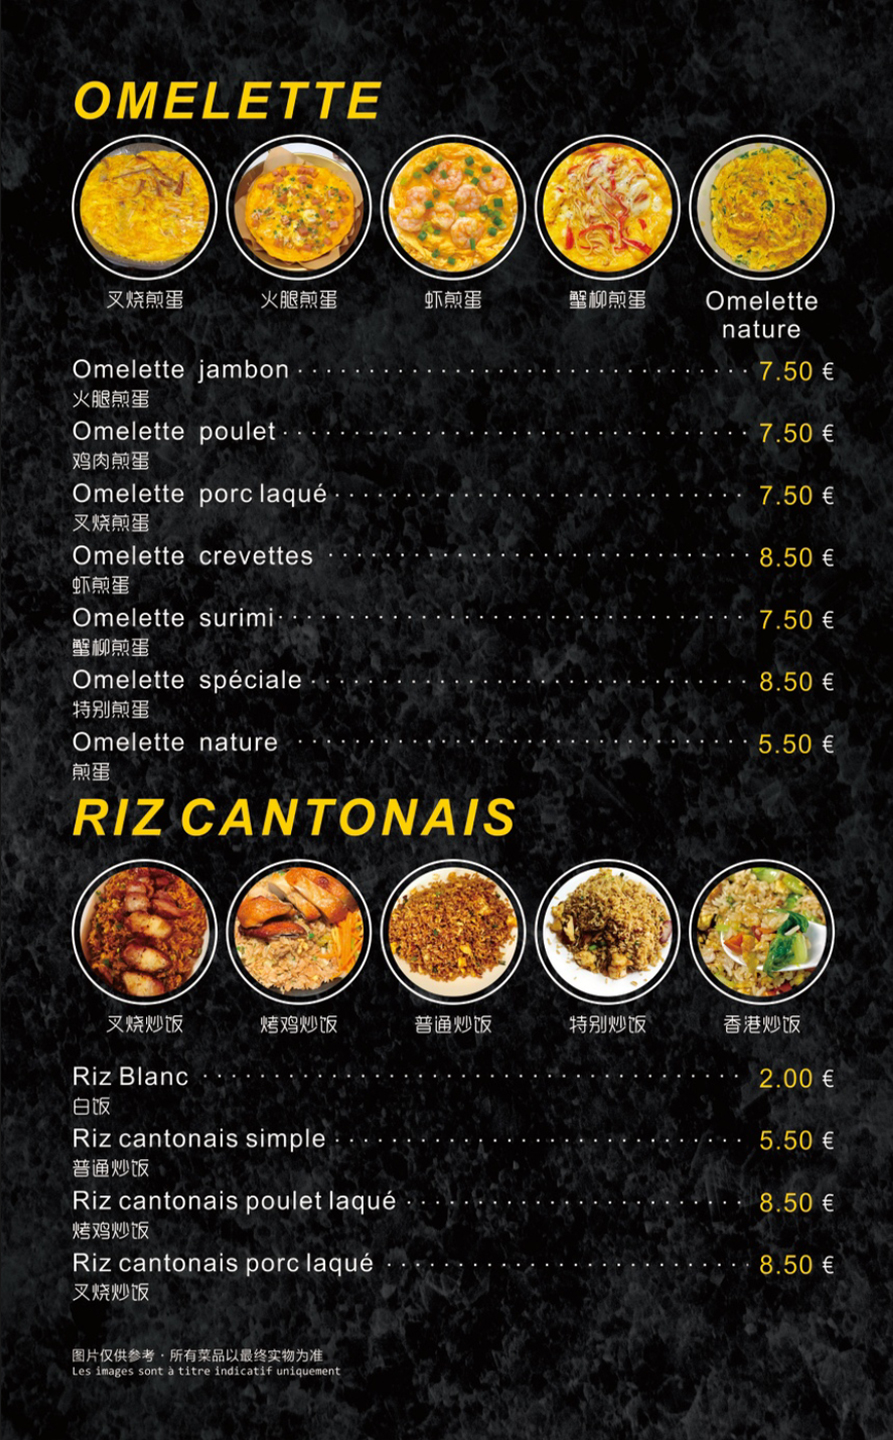 OMELETTE
叉烧煎蛋
火腿煎蛋
虾煎蛋
蟹柳煎蛋
Omelette
nature
Omelette jambon 7.50 €
火腿煎蛋
Omelette poulet 7.50 €
鸡肉煎蛋
Omelette porc laqué 7.50 €
叉烧煎蛋
Omelette crevettes 8.50 €
虾煎蛋
Omelette surimi 7.50 €
蟹柳煎蛋
Omelette spéciale 8.50 €
特别煎蛋
Omelette nature 5.50 €
煎蛋
RIZ CANTONAIS
叉烧炒饭
烤鸡炒饭
普通炒饭
特别炒饭
香港炒饭
Riz Blanc 2.00 €
白饭
Riz cantonais simple 5.50 €
普通炒饭
Riz cantonais poulet laqué 8.50 €
烤鸡炒饭
Riz cantonais porc laqué 8.50 €
叉烧炒饭
图片仅供参考 · 所有菜品以最终实物为准
Les images sont à titre indicatif uniquement